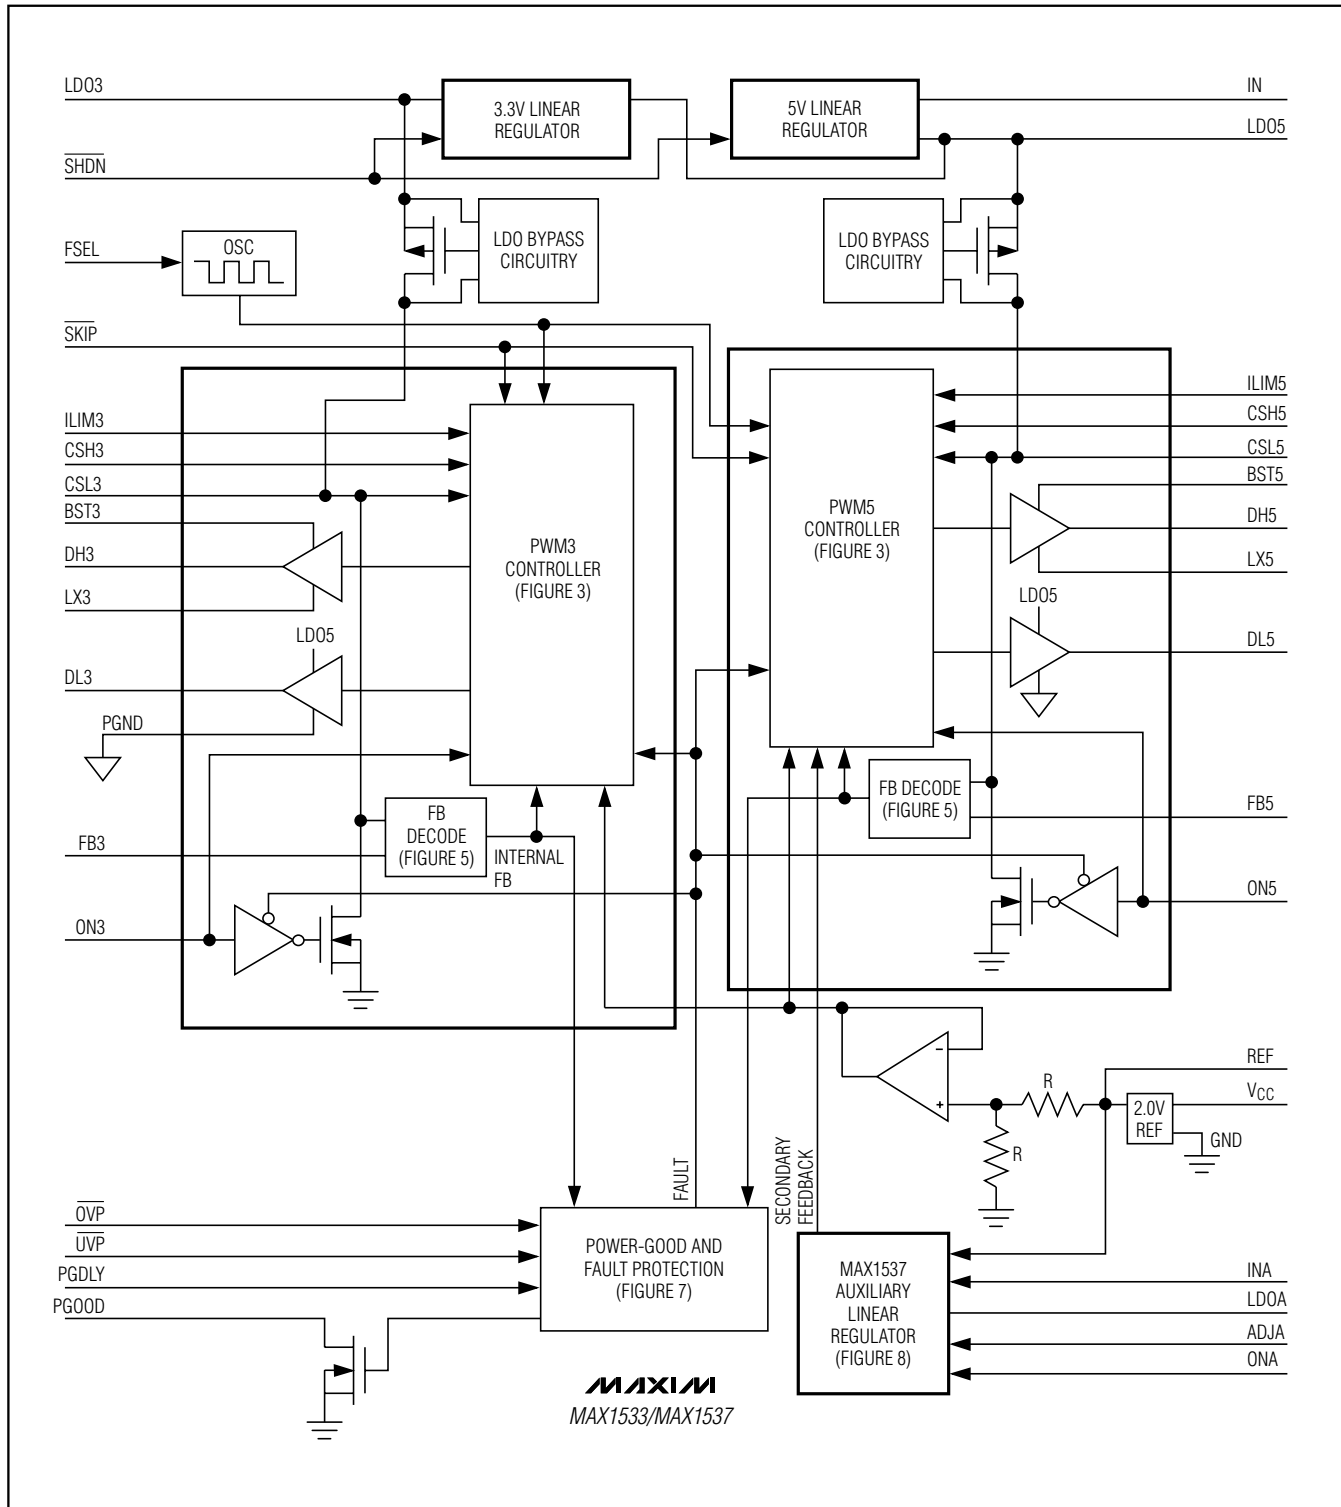 LDO3
3.3V LINEAR
REGULATOR
5V LINEAR
REGULATOR
IN
LDO5
SHDN
FSEL
OSC
LDO BYPASS
CIRCUITRY
LDO BYPASS
CIRCUITRY
SKIP
ILIM3
CSH3
CSL3
BST3
DH3
LX3
LDO5
DL3
PGND
PWM3
CONTROLLER
(FIGURE 3)
PWM5
CONTROLLER
(FIGURE 3)
ILIM5
CSH5
CSL5
BST5
DH5
LX5
LDO5
DL5
FB
DECODE
(FIGURE 5)
INTERNAL
FB
FB3
ON3
FB DECODE
(FIGURE 5)
FB5
ON5
-
+
R
R
REF
VCC
2.0V
REF
GND
FAULT
SECONDARY
FEEDBACK
OVP
UVP
PGDLY
PGOOD
POWER-GOOD AND
FAULT PROTECTION
(FIGURE 7)
MAX1537
AUXILIARY
LINEAR
REGULATOR
(FIGURE 8)
INA
LDOA
ADJA
ONA
MAXIM
MAX1533/MAX1537